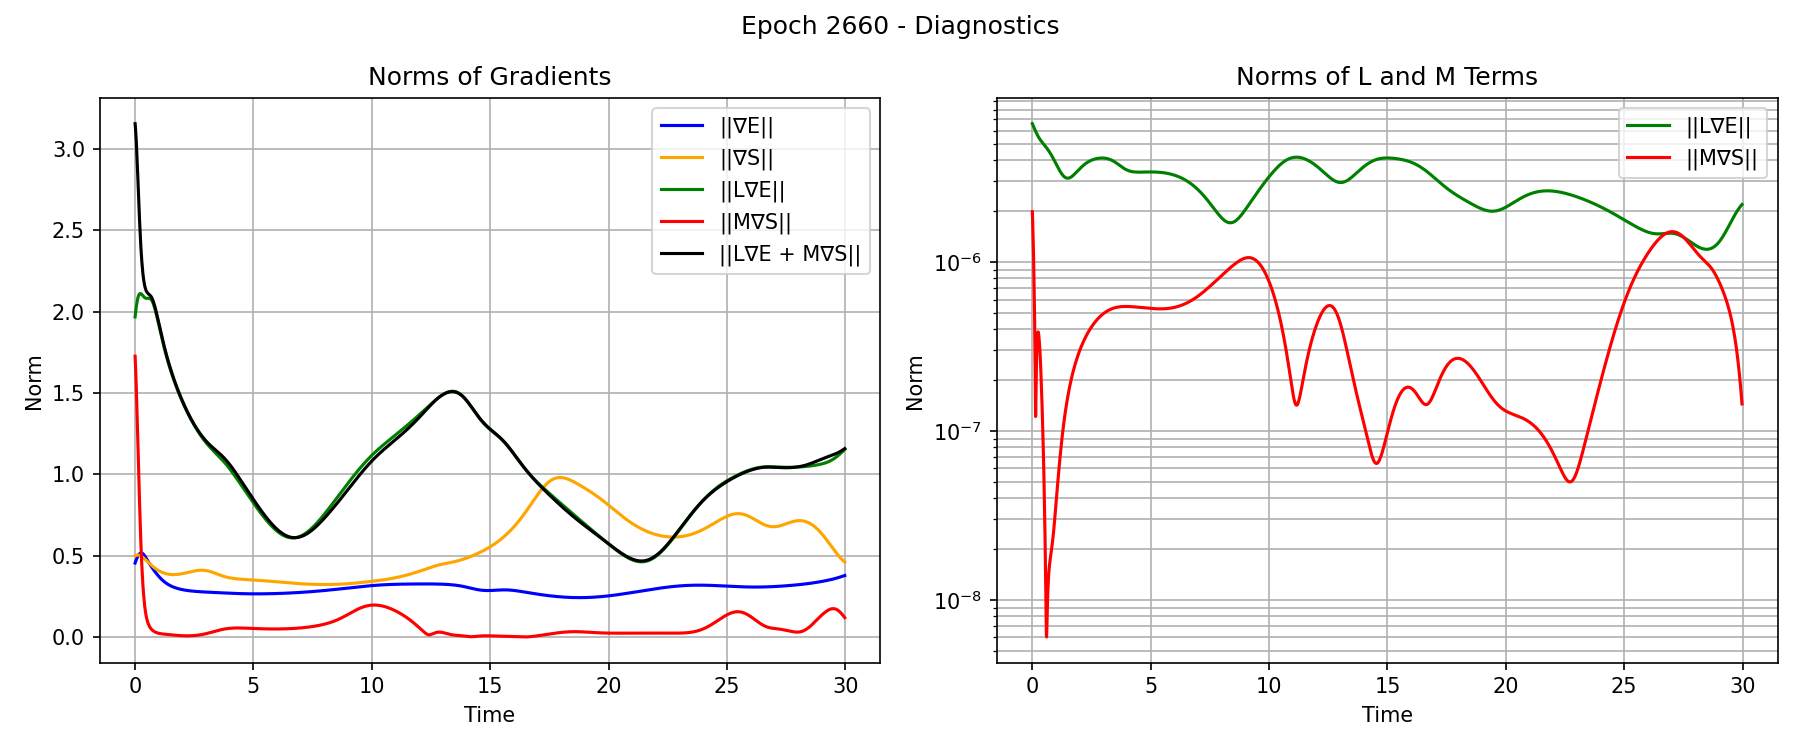 Epoch 2660 - Diagnostics
Norms of Gradients
Norm
3.0
2.5
2.0
1.5
1.0
0.5
0.0
0 5 10 15 20 25 30
Time
||∇E||
||∇S||
||L∇E||
||M∇S||
||L∇E + M∇S||
Norms of L and M Terms
Norm
10⁻⁶
10⁻⁷
10⁻⁸
0 5 10 15 20 25 30
Time
||L∇E||
||M∇S||